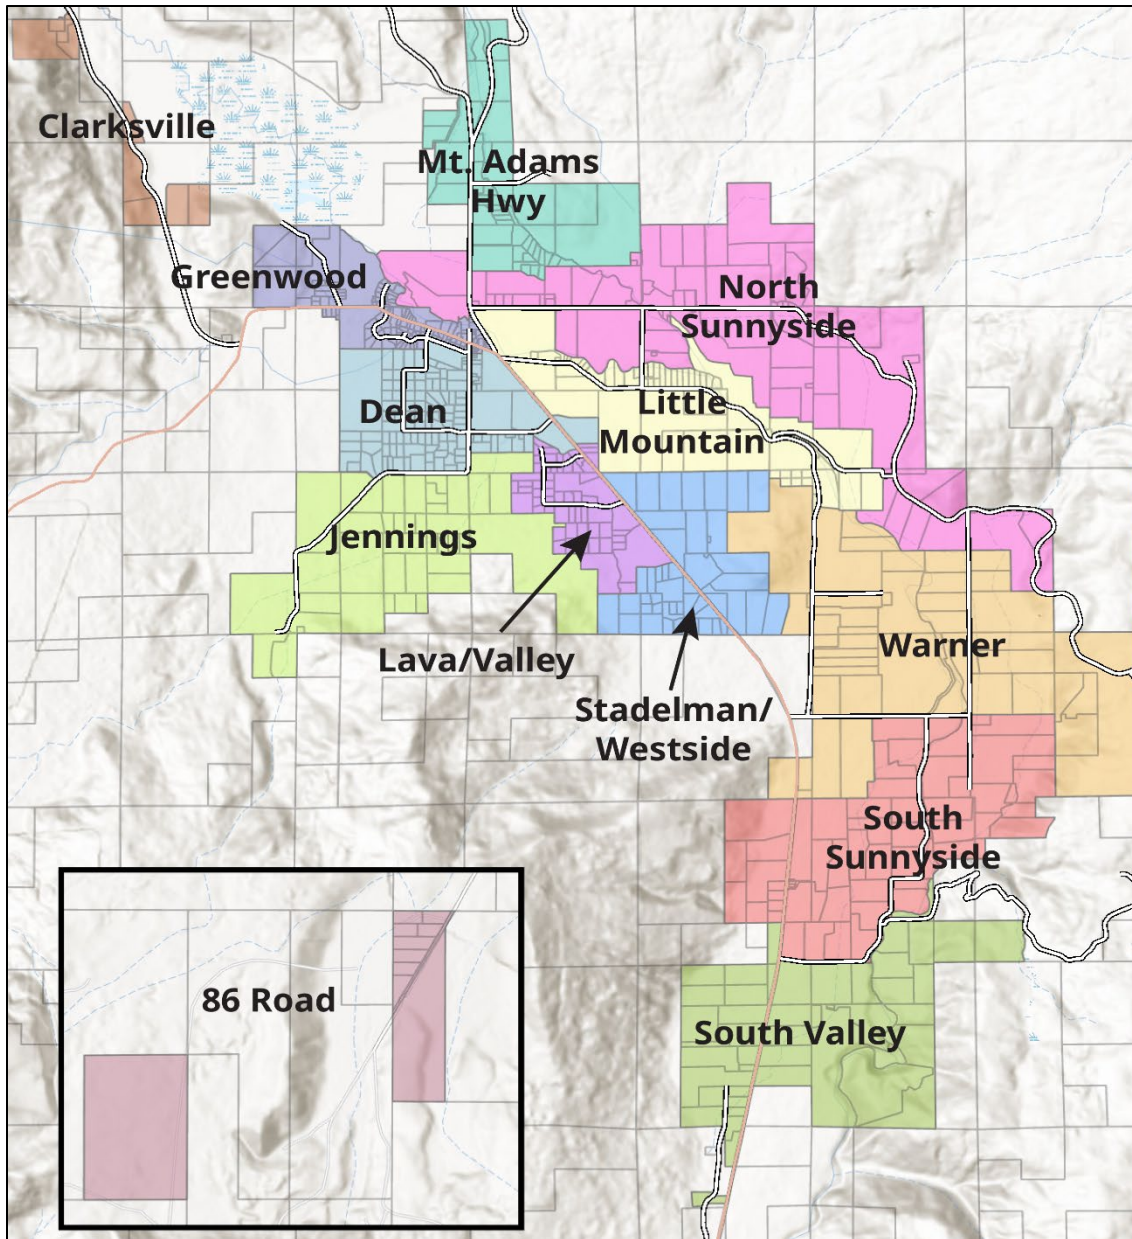 Clarksville
Mt. Adams
Hwy
Greenwood
North
Sunnyside
Dean
Little
Mountain
Jennings
Lava/Valley
Warner
Stadelman/
Westside
South
Sunnyside
86 Road
South Valley